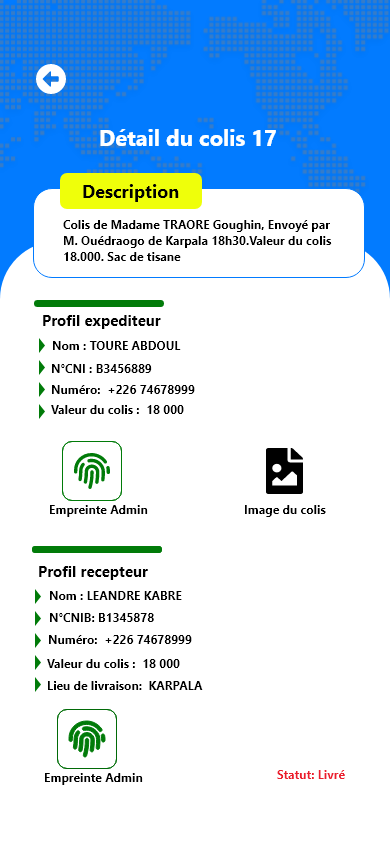 Détail du colis 17
Description
Colis de Madame TRAORE Goughin, Envoyé par
M. Ouédraogo de Karpala 18h30.Valeur du colis
18.000. Sac de tisane
Profil expediteur
Nom : TOURE ABDOUL
N°CNI : B3456889
Numéro:  +226 74678999
Valeur du colis :  18 000
Empreinte Admin
Image du colis
Profil recepteur
Nom : LEANDRE KABRE
N°CNIB: B1345878
Numéro:  +226 74678999
Valeur du colis :  18 000
Lieu de livraison:  KARPALA
Empreinte Admin
Statut: Livré